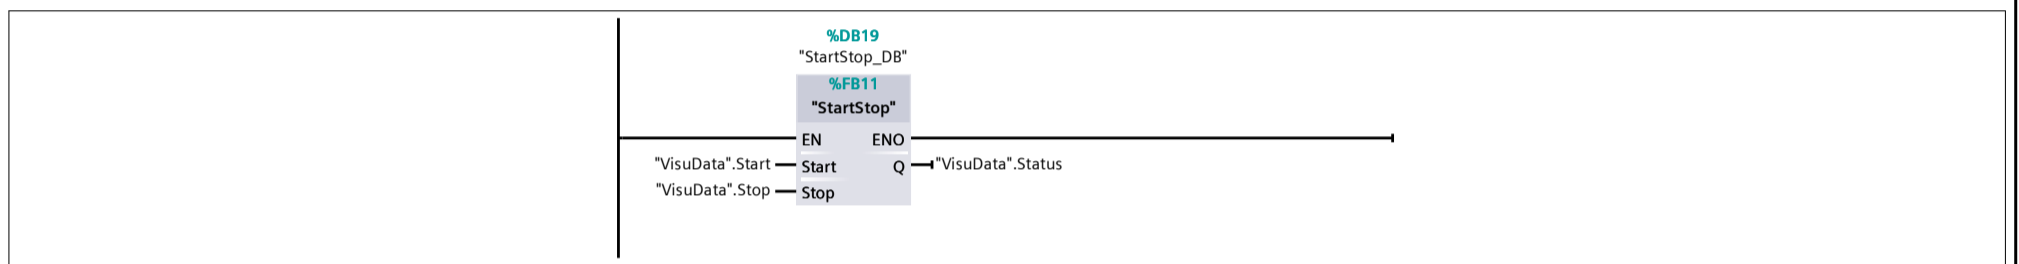 %DB19
"StartStop_DB"
%FB11
"StartStop"
EN ENO
"VisuData".Start Start Q "VisuData".Status
"VisuData".Stop Stop